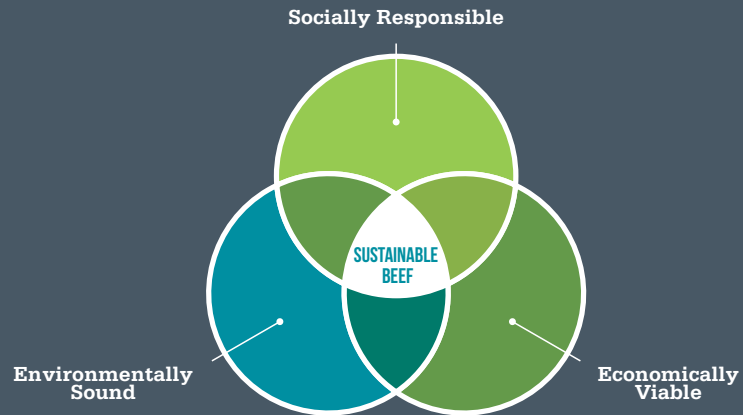 Socially Responsible
SUSTAINABLE
BEEF
Environmentally
Sound
Economically
Viable